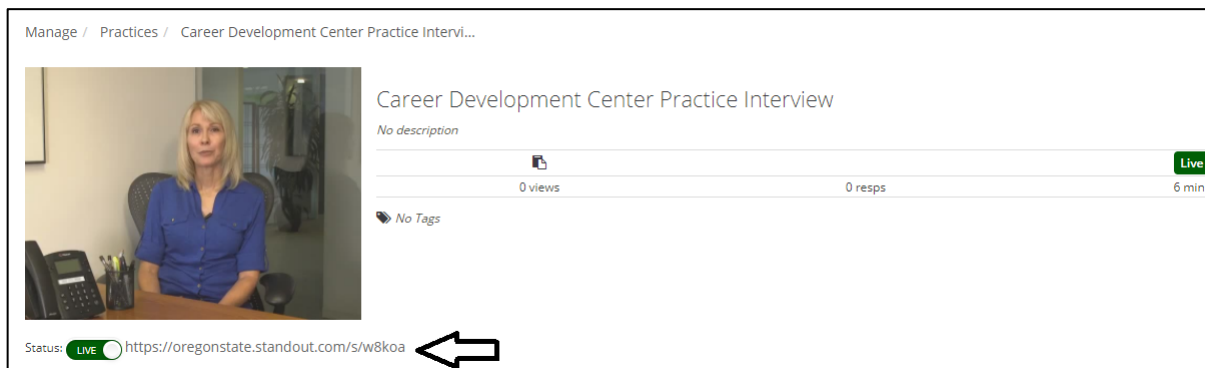 Manage / Practices / Career Development Center Practice Intervi...
Career Development Center Practice Interview
No description
Live
0 views 0 resps 6 min
No Tags
Status: LIVE https://oregonstate.standout.com/s/w8koa